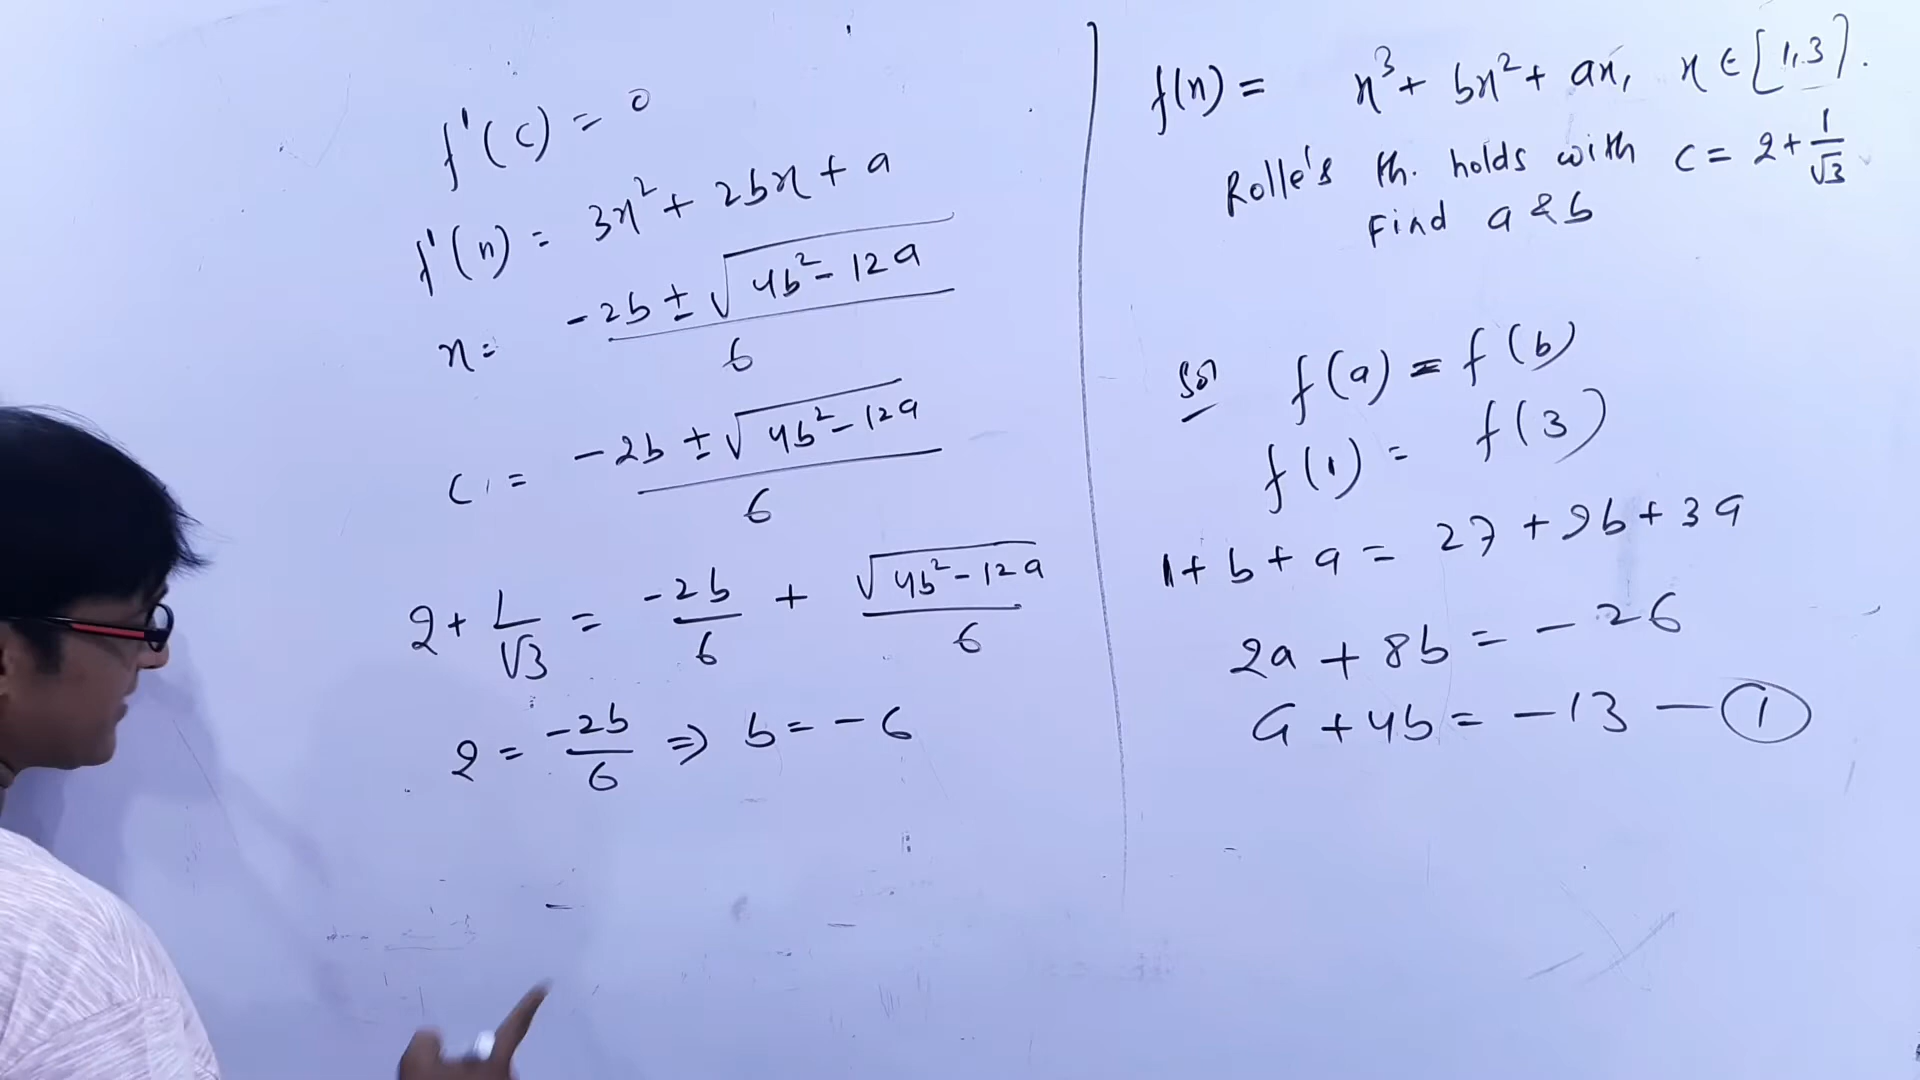 f(x) = x³ + bx² + ax, x ∈ [1,3].
Rolle's th. holds with c = 2 + 1/√3
Find a & b
Sol f(a) = f(b)
f(1) = f(3)
1 + b + a = 27 + 9b + 3a
2a + 8b = -26
a + 4b = -13 — ①
f'(c) = 0
f'(x) = 3x² + 2bx + a
x = (-2b ± √(4b² - 12a))/6
c = (-2b ± √(4b² - 12a))/6
2 + 1/√3 = -2b/6 + √(4b² - 12a)/6
2 = -2b/6 ⇒ b = -6